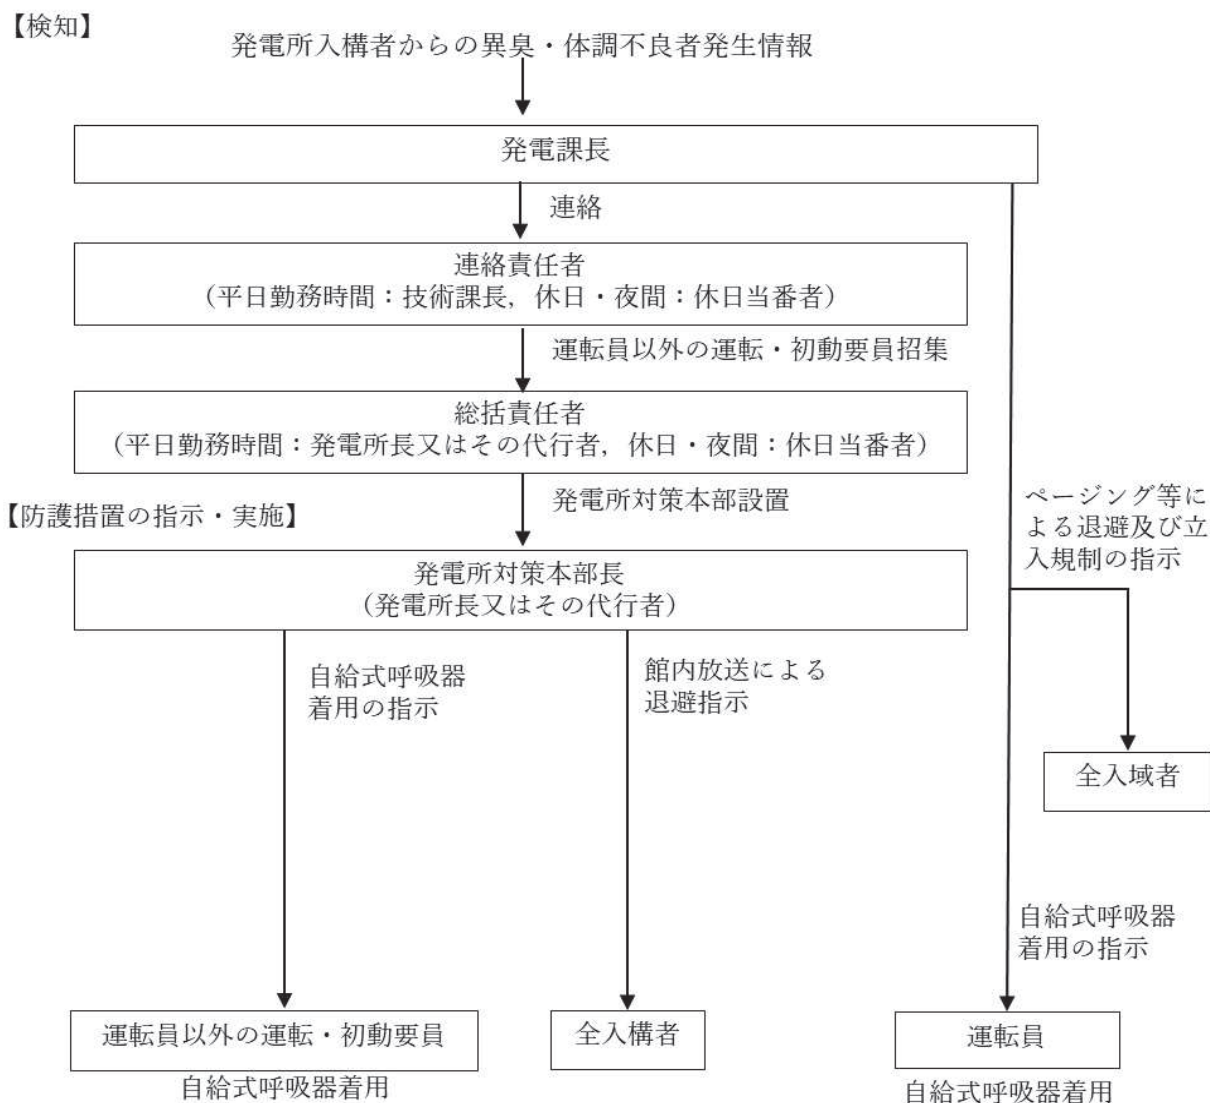 【検知】
発電所入構者からの異臭・体調不良者発生情報
発電課長
連絡
連絡責任者
（平日勤務時間：技術課長，休日・夜間：休日当番者）
運転員以外の運転・初動要員招集
総括責任者
（平日勤務時間：発電所長又はその代行者，休日・夜間：休日当番者）
発電所対策本部設置
【防護措置の指示・実施】
発電所対策本部長
（発電所長又はその代行者）
ページング等に
よる退避及び立
入規制の指示
自給式呼吸器
着用の指示
館内放送による
退避指示
全入域者
自給式呼吸器
着用の指示
運転員以外の運転・初動要員
自給式呼吸器着用
全入構者
運転員
自給式呼吸器着用